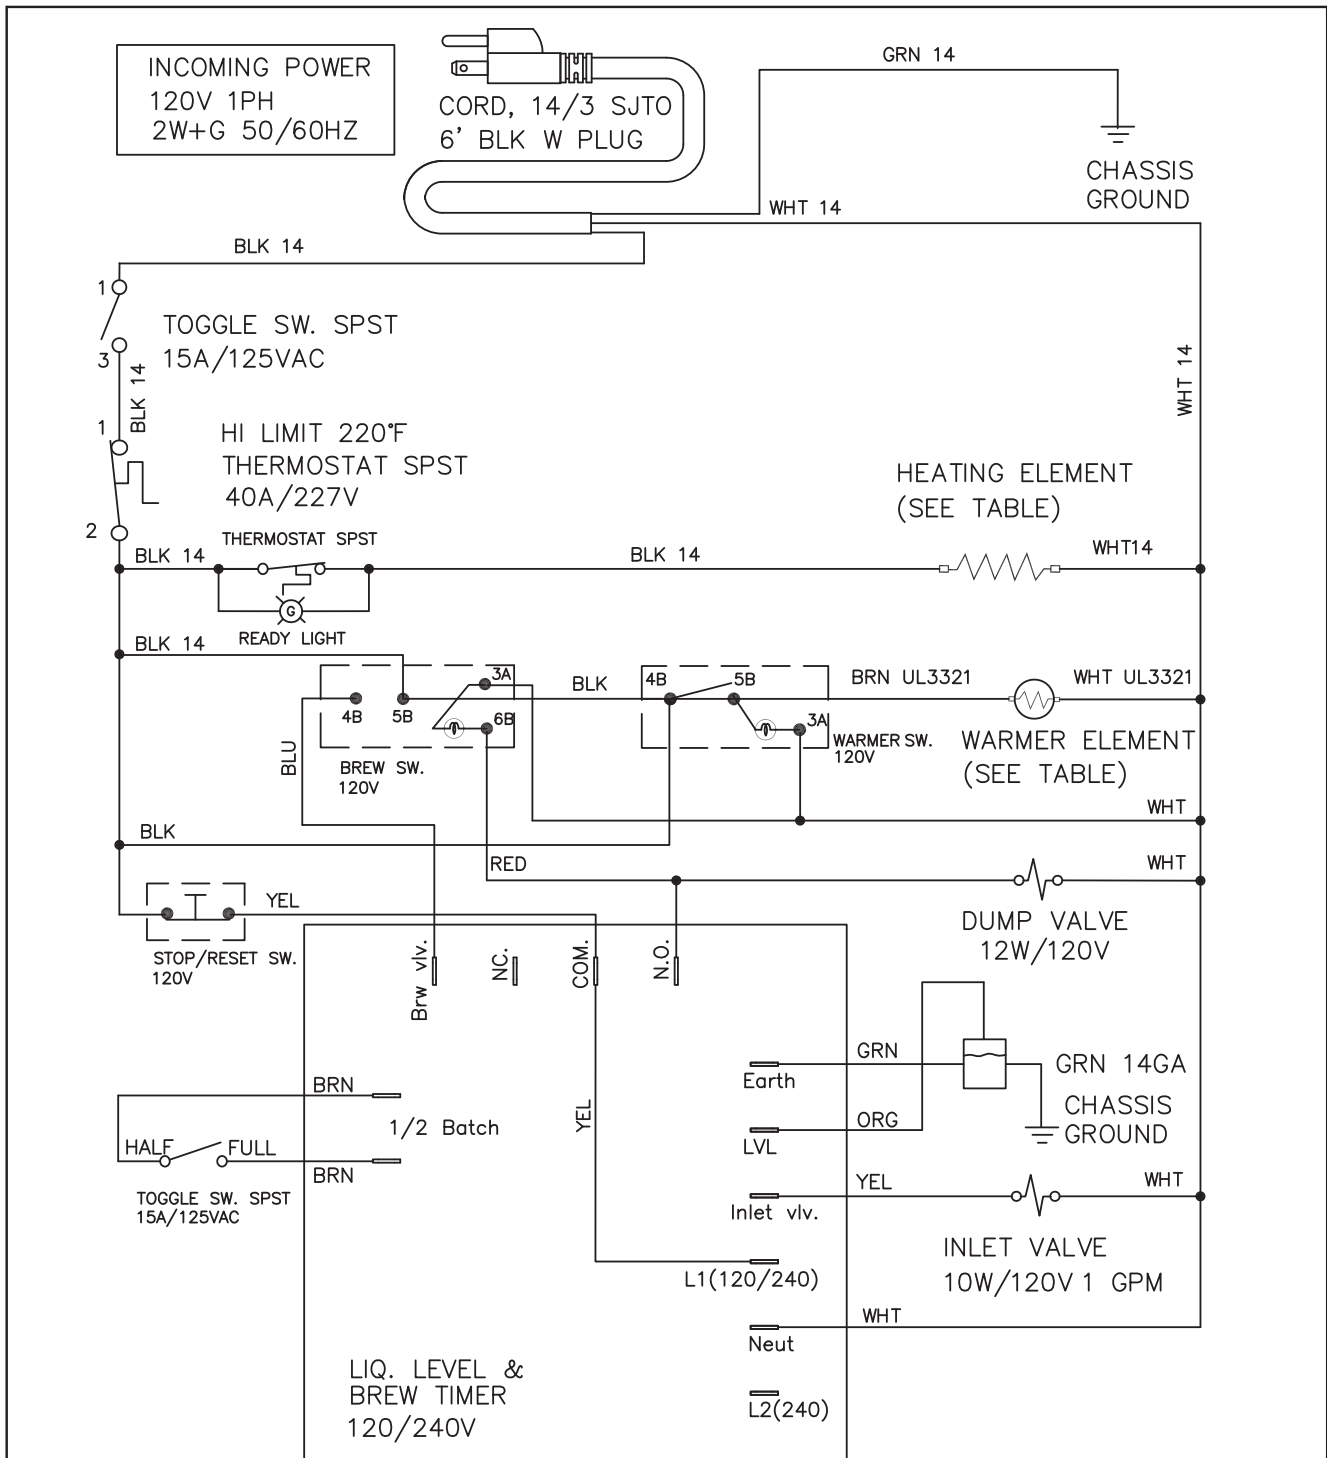 INCOMING POWER
120V 1PH
2W+G 50/60HZ
CORD, 14/3 SJTO
6' BLK W PLUG
GRN 14
CHASSIS
GROUND
WHT 14
BLK 14
1
3
TOGGLE SW. SPST
15A/125VAC
BLK 14
WHT 14
1
2
HI LIMIT 220°F
THERMOSTAT SPST
40A/227V
HEATING ELEMENT
(SEE TABLE)
THERMOSTAT SPST
BLK 14
BLK 14
WHT14
G
READY LIGHT
BLK 14
3A
4B
5B
6B
BREW SW.
120V
BLU
BLK
4B
5B
3A
WARMER SW.
120V
BRN UL3321
WHT UL3321
WARMER ELEMENT
(SEE TABLE)
WHT
BLK
RED
WHT
DUMP VALVE
12W/120V
YEL
STOP/RESET SW.
120V
Brw vlv.
NC.
COM.
N.O.
GRN
Earth
GRN 14GA
CHASSIS
GROUND
ORG
LVL
BRN
1/2 Batch
HALF
FULL
BRN
TOGGLE SW. SPST
15A/125VAC
YEL
YEL
WHT
Inlet vlv.
INLET VALVE
10W/120V 1 GPM
L1(120/240)
WHT
Neut
L2(240)
LIQ. LEVEL &
BREW TIMER
120/240V